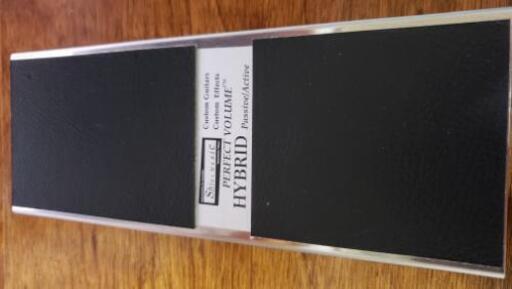 Custom Guitars
Custom Effects
PERFECT VOLUME™
HYBRID
Passive/Active